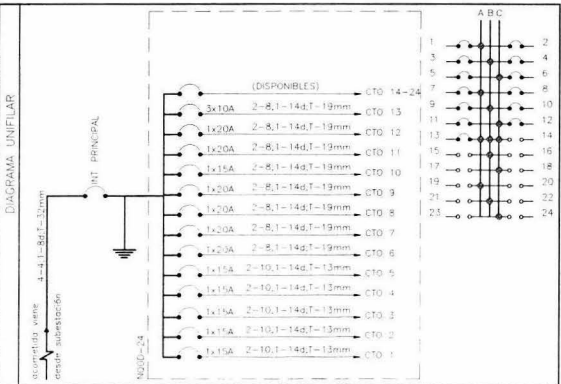 DIAGRAMA UNIFILAR
acometida viene
desde subestación
4-4,1-8d,T-32mm
INT PRINCIPAL
NQOD-24
(DISPONIBLES) CTO 14-24
3x10A 2-8,1-14d,T-19mm CTO 13
1x20A 2-8,1-14d,T-19mm CTO 12
1x20A 2-8,1-14d,T-19mm CTO 11
1x15A 2-8,1-14d,T-19mm CTO 10
1x20A 2-8,1-14d,T-19mm CTO 9
1x20A 2-8,1-14d,T-19mm CTO 8
1x20A 2-8,1-14d,T-19mm CTO 7
1x20A 2-8,1-14d,T-19mm CTO 6
1x15A 2-10,1-14d,T-13mm CTO 5
1x15A 2-10,1-14d,T-13mm CTO 4
1x15A 2-10,1-14d,T-13mm CTO 3
1x15A 2-10,1-14d,T-13mm CTO 2
1x15A 2-10,1-14d,T-13mm CTO 1
A B C
1 2
3 4
5 6
7 8
9 10
11 12
13 14
15 16
17 18
19 20
21 22
23 24